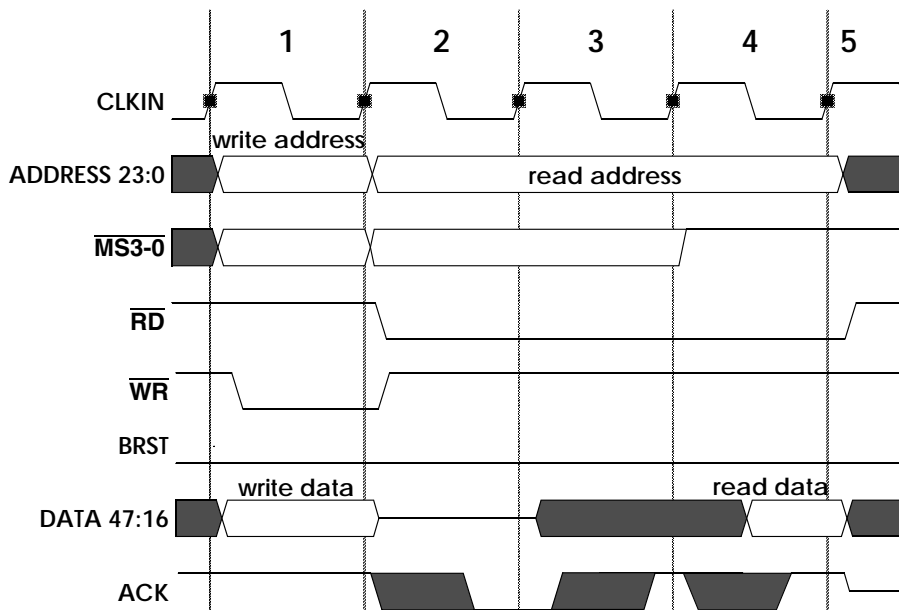 1 2 3 4 5
CLKIN
write address
ADDRESS 23:0 read address
MS3-0
RD
WR
BRST
write data read data
DATA 47:16
ACK